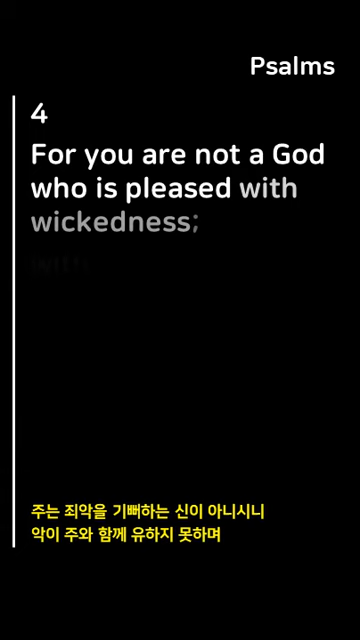 Psalms
4
For you are not a God
who is pleased with
wickedness;
주는 죄악을 기뻐하는 신이 아니시니
악이 주와 함께 유하지 못하며